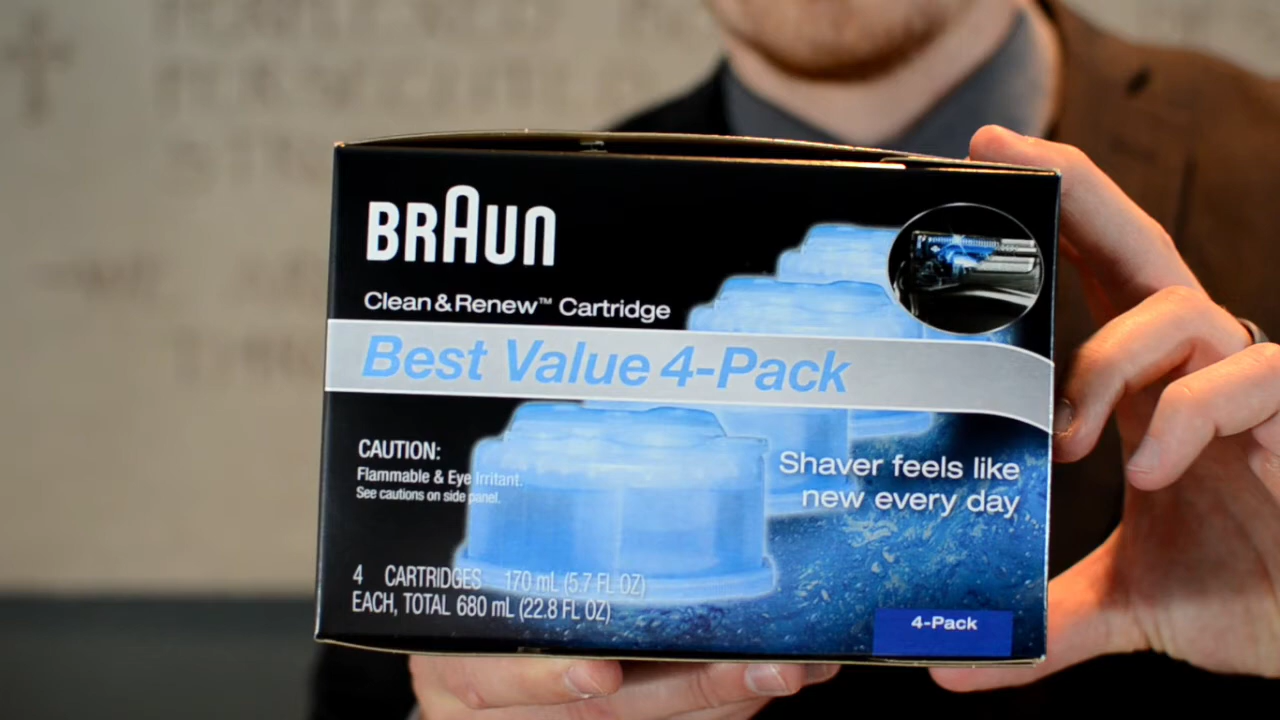 BRAUN
Clean & Renew™ Cartridge
Best Value 4-Pack
CAUTION:
Flammable & Eye Irritant.
See cautions on side panel.
Shaver feels like
new every day
4 CARTRIDGES 170 mL (5.7 FL OZ)
EACH, TOTAL 680 mL (22.8 FL OZ)
4-Pack